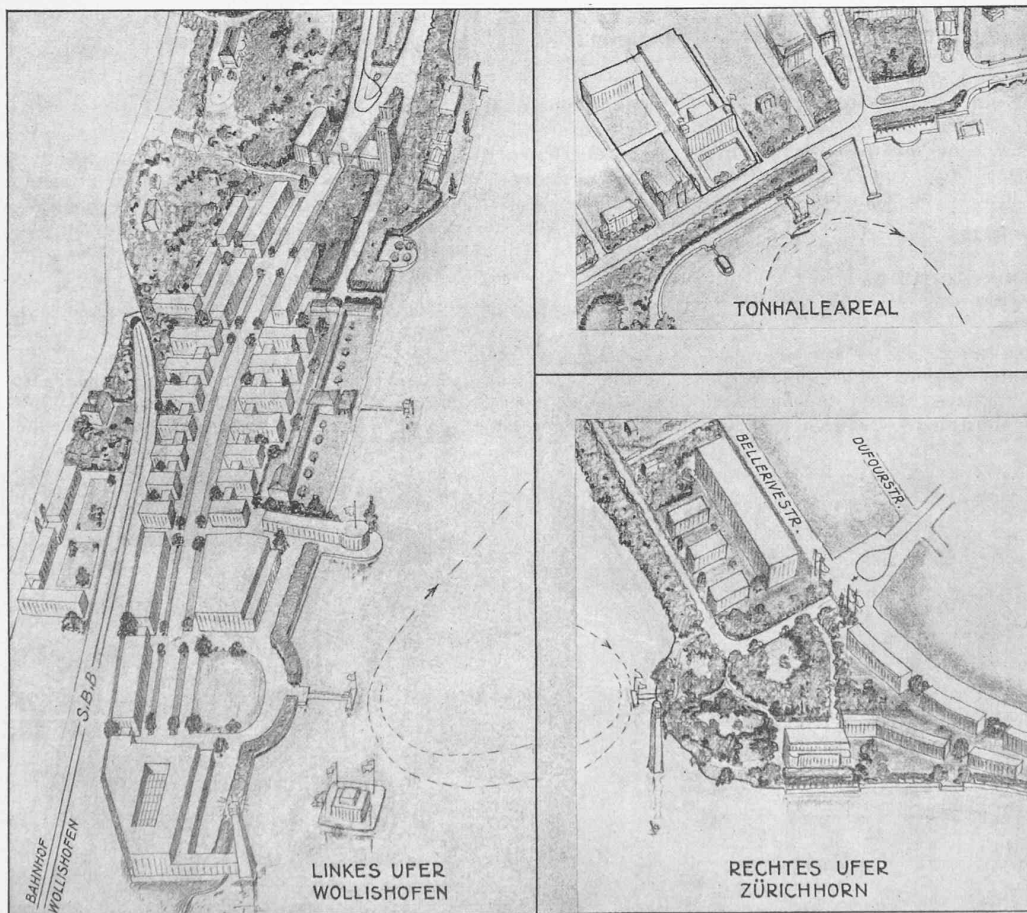 S.B.B
BAHNHOF
WOLLISHOFEN
LINKES UFER
WOLLISHOFEN
TONHALLEAREAL
BELLERIVESTR.
DUFOURSTR.
RECHTES UFER
ZÜRICHHORN